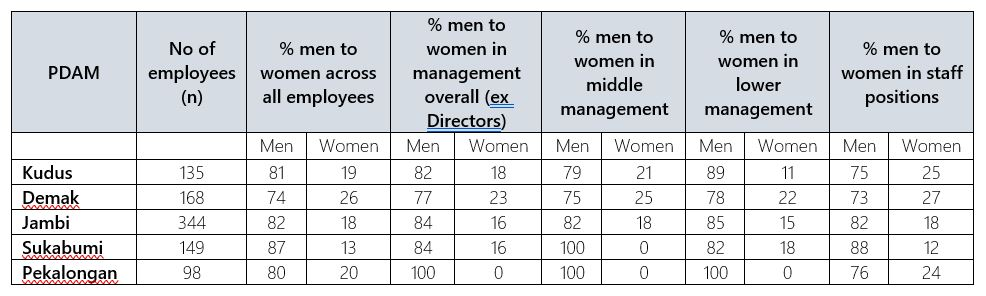 PDAM | No of employees (n) | % men to women across all employees | % men to women in management overall (ex Directors) | % men to women in middle management | % men to women in lower management | % men to women in staff positions
Men | Women | Men | Women | Men | Women | Men | Women | Men | Women
Kudus | 135 | 81 | 19 | 82 | 18 | 79 | 21 | 89 | 11 | 75 | 25
Demak | 168 | 74 | 26 | 77 | 23 | 75 | 25 | 78 | 22 | 73 | 27
Jambi | 344 | 82 | 18 | 84 | 16 | 82 | 18 | 85 | 15 | 82 | 18
Sukabumi | 149 | 87 | 13 | 84 | 16 | 100 | 0 | 82 | 18 | 88 | 12
Pekalongan | 98 | 80 | 20 | 100 | 0 | 100 | 0 | 100 | 0 | 76 | 24